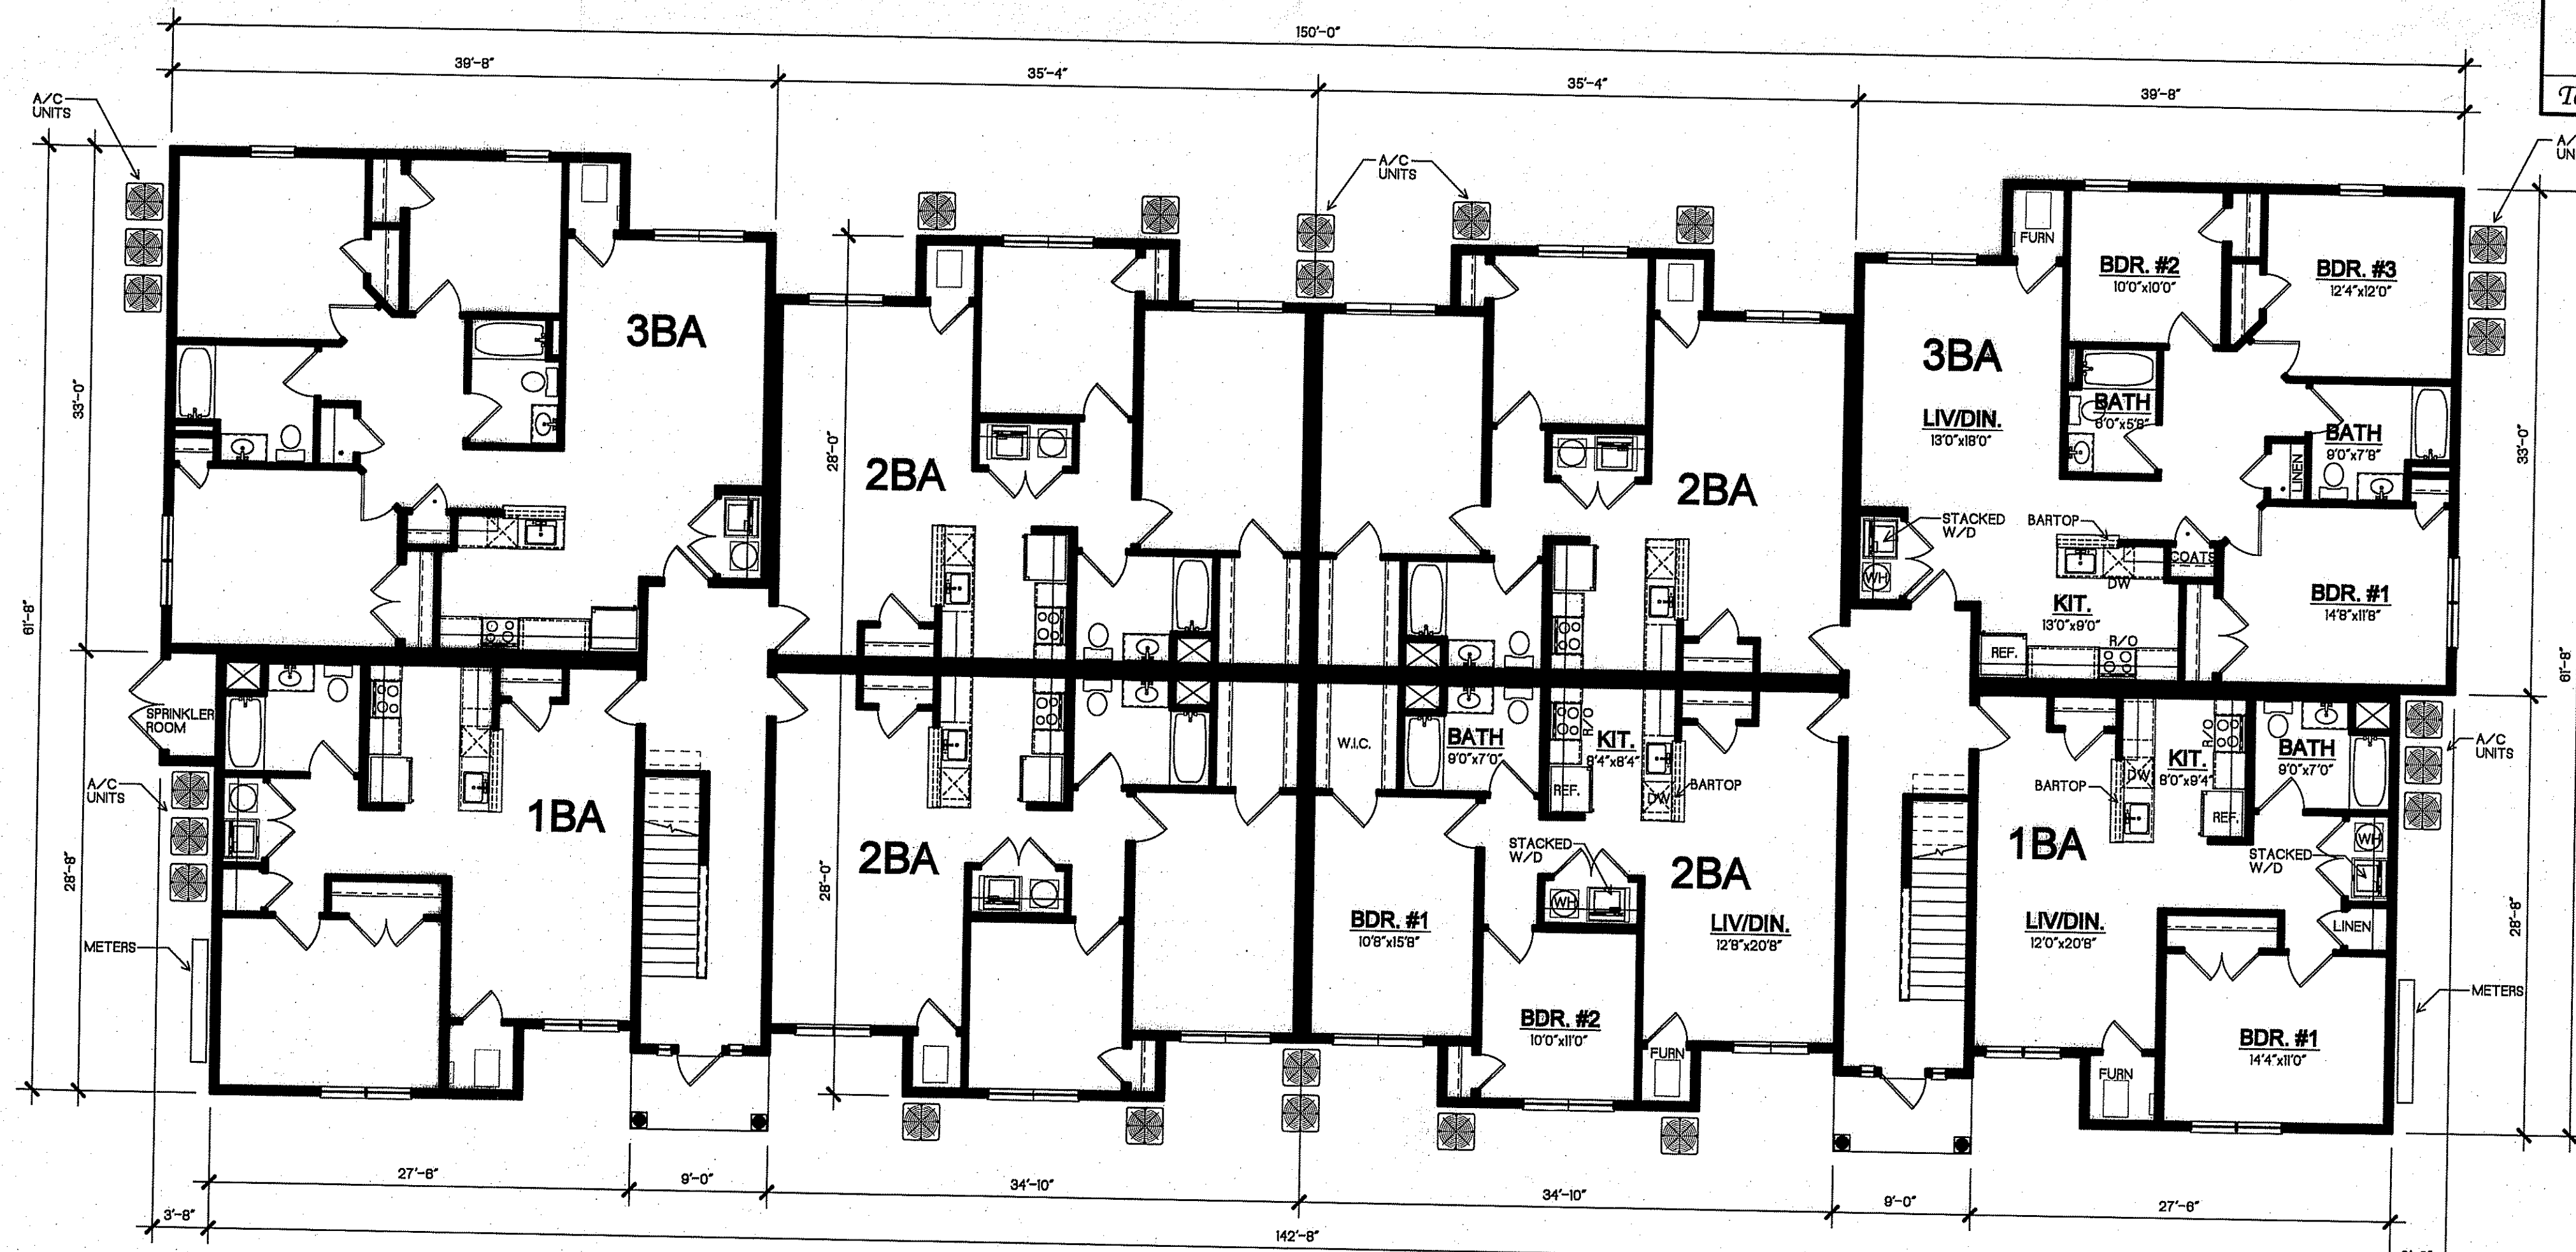 150'-0"
39'-8"
35'-4"
35'-4"
39'-8"
A/C
UNITS
A/C
UNITS
61'-8"
33'-0"
28'-8"
28'-0"
28'-0"
3BA
2BA
2BA
3BA
LIV/DIN.
13'0"x18'0"
FURN
BDR. #2
10'0"x10'0"
BDR. #3
12'4"x12'0"
BATH
BATH
9'0"x7'8"
LINEN
STACKED
W/D
WH
BARTOP
DW
COATS
KIT.
13'0"x9'0"
REF.
R/O
BDR. #1
14'8"x11'8"
33'-0"
61'-8"
28'-8"
SPRINKLER
ROOM
A/C
UNITS
METERS
1BA
2BA
W.I.C.
BATH
9'0"x7'0"
R/O
KIT.
8'4"x8'4"
REF.
DW
BARTOP
STACKED
W/D
WH
2BA
BDR. #1
10'8"x15'8"
LIV/DIN.
12'8"x20'8"
BDR. #2
10'0"x11'0"
FURN
1BA
BARTOP
DW
KIT.
8'0"x9'4"
R/O
REF.
BATH
9'0"x7'0"
WH
STACKED
W/D
LINEN
LIV/DIN.
12'0"x20'8"
FURN
BDR. #1
14'4"x11'0"
A/C
UNITS
METERS
27'-6"
9'-0"
34'-10"
34'-10"
9'-0"
27'-6"
3'-8"
142'-8"